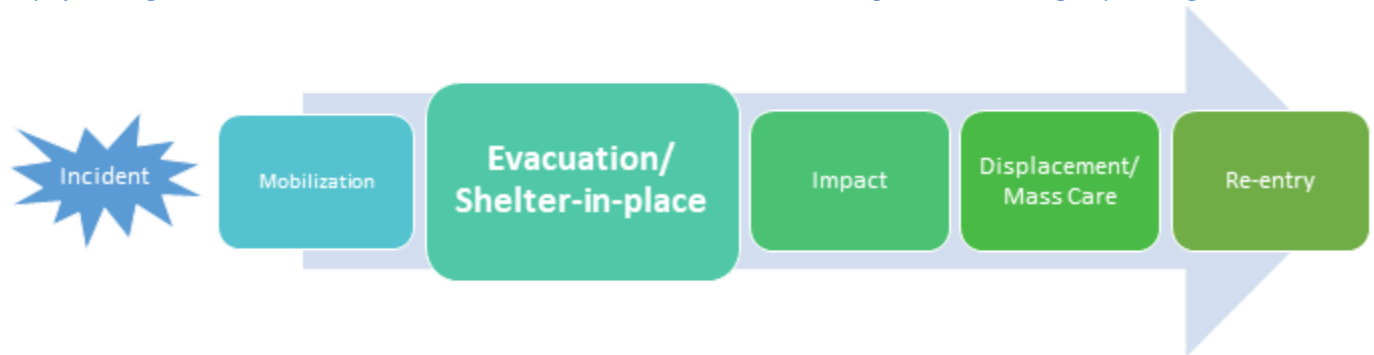 Incident
Mobilization
Evacuation/
Shelter-in-place
Impact
Displacement/
Mass Care
Re-entry